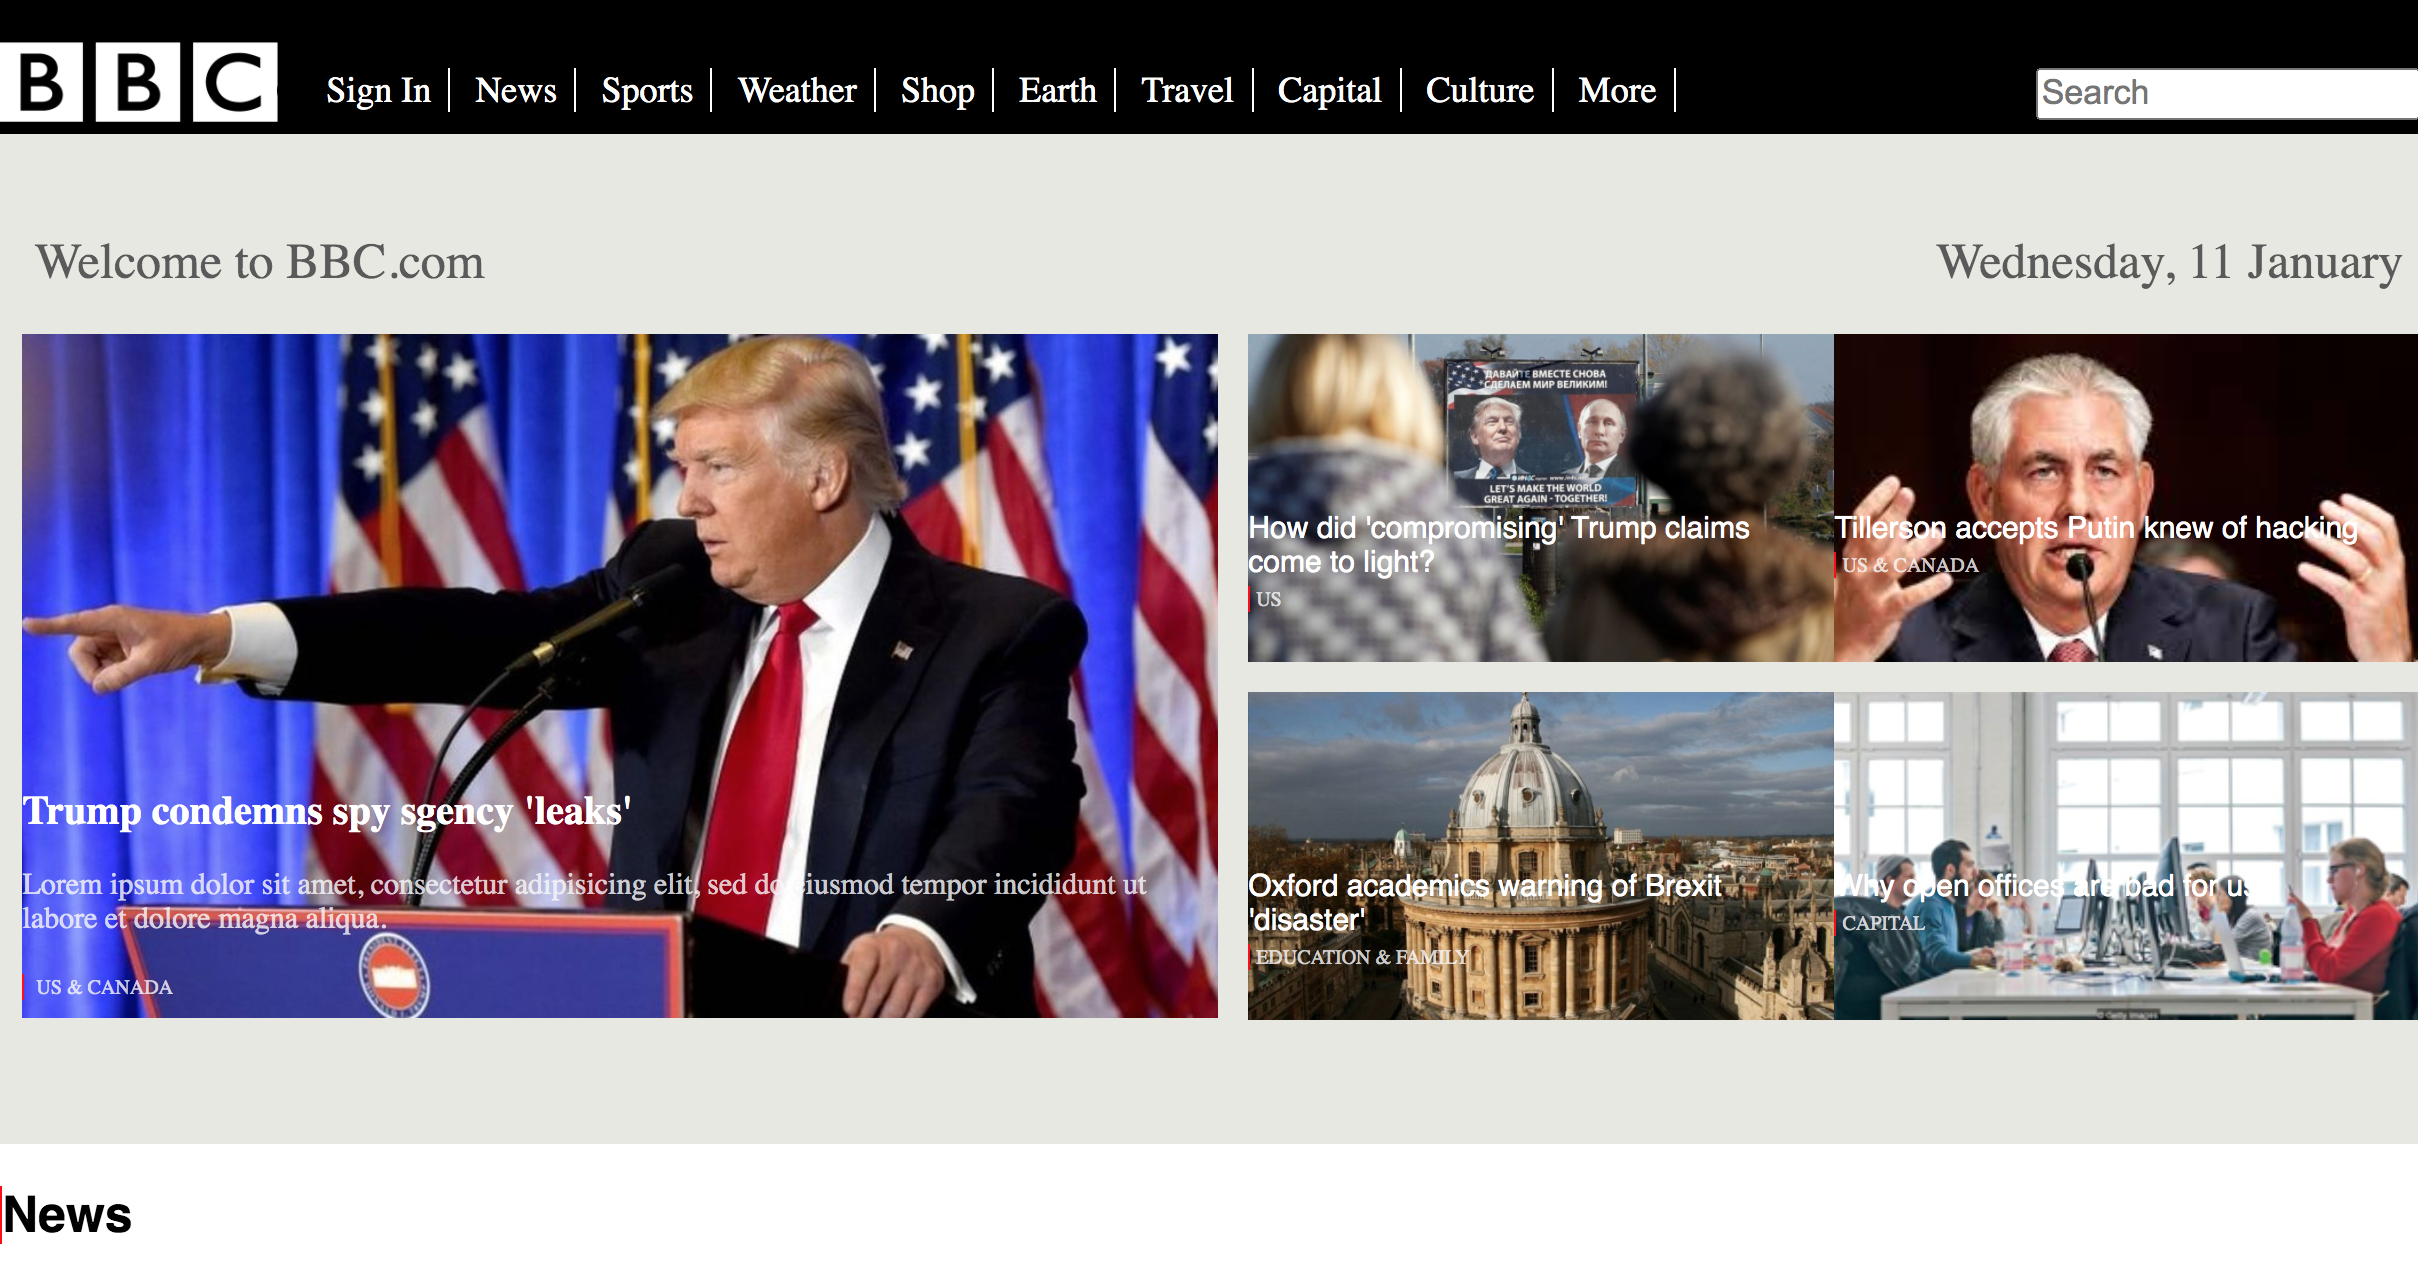 BBC
Sign In
News
Sports
Weather
Shop
Earth
Travel
Capital
Culture
More
Search
Welcome to BBC.com
Wednesday, 11 January
Trump condemns spy sgency 'leaks'
Lorem ipsum dolor sit amet, consectetur adipisicing elit, sed do eiusmod tempor incididunt ut
labore et dolore magna aliqua.
US & CANADA
ДАВАЙТЕ ВМЕСТЕ СНОВА
СДЕЛАЕМ МИР ВЕЛИКИМ!
LET'S MAKE THE WORLD
GREAT AGAIN - TOGETHER!
How did 'compromising' Trump claims
come to light?
US
Tillerson accepts Putin knew of hacking
US & CANADA
Oxford academics warning of Brexit
'disaster'
EDUCATION & FAMILY
Why open offices are bad for us
CAPITAL
© Getty Images
News